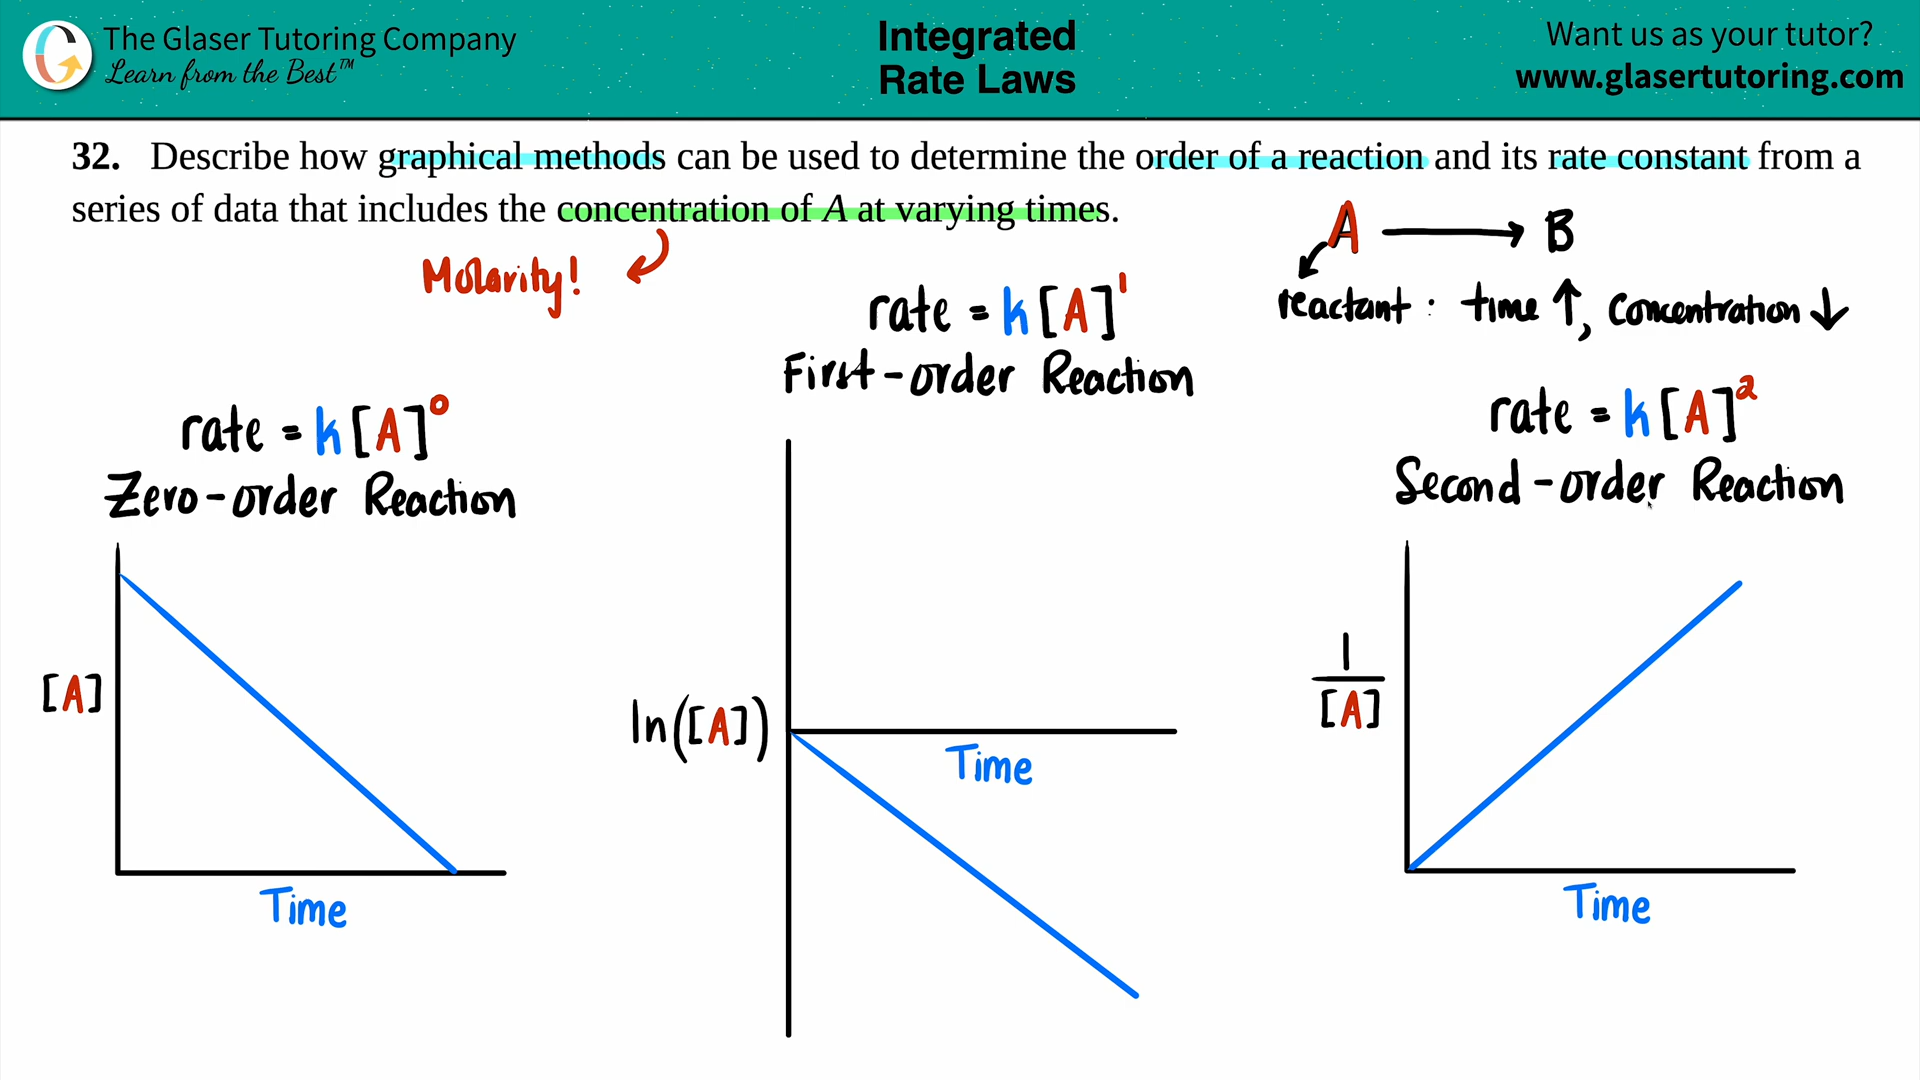 The Glaser Tutoring Company
Learn from the Best™
Integrated
Rate Laws
Want us as your tutor?
www.glasertutoring.com
32. Describe how graphical methods can be used to determine the order of a reaction and its rate constant from a
series of data that includes the concentration of A at varying times.
Molarity!
A → B
reactant : time ↑, concentration ↓
rate = k[A]⁰
Zero-order Reaction
[A]
Time
rate = k[A]¹
First-order Reaction
ln([A])
Time
rate = k[A]²
Second-order Reaction
1
[A]
Time